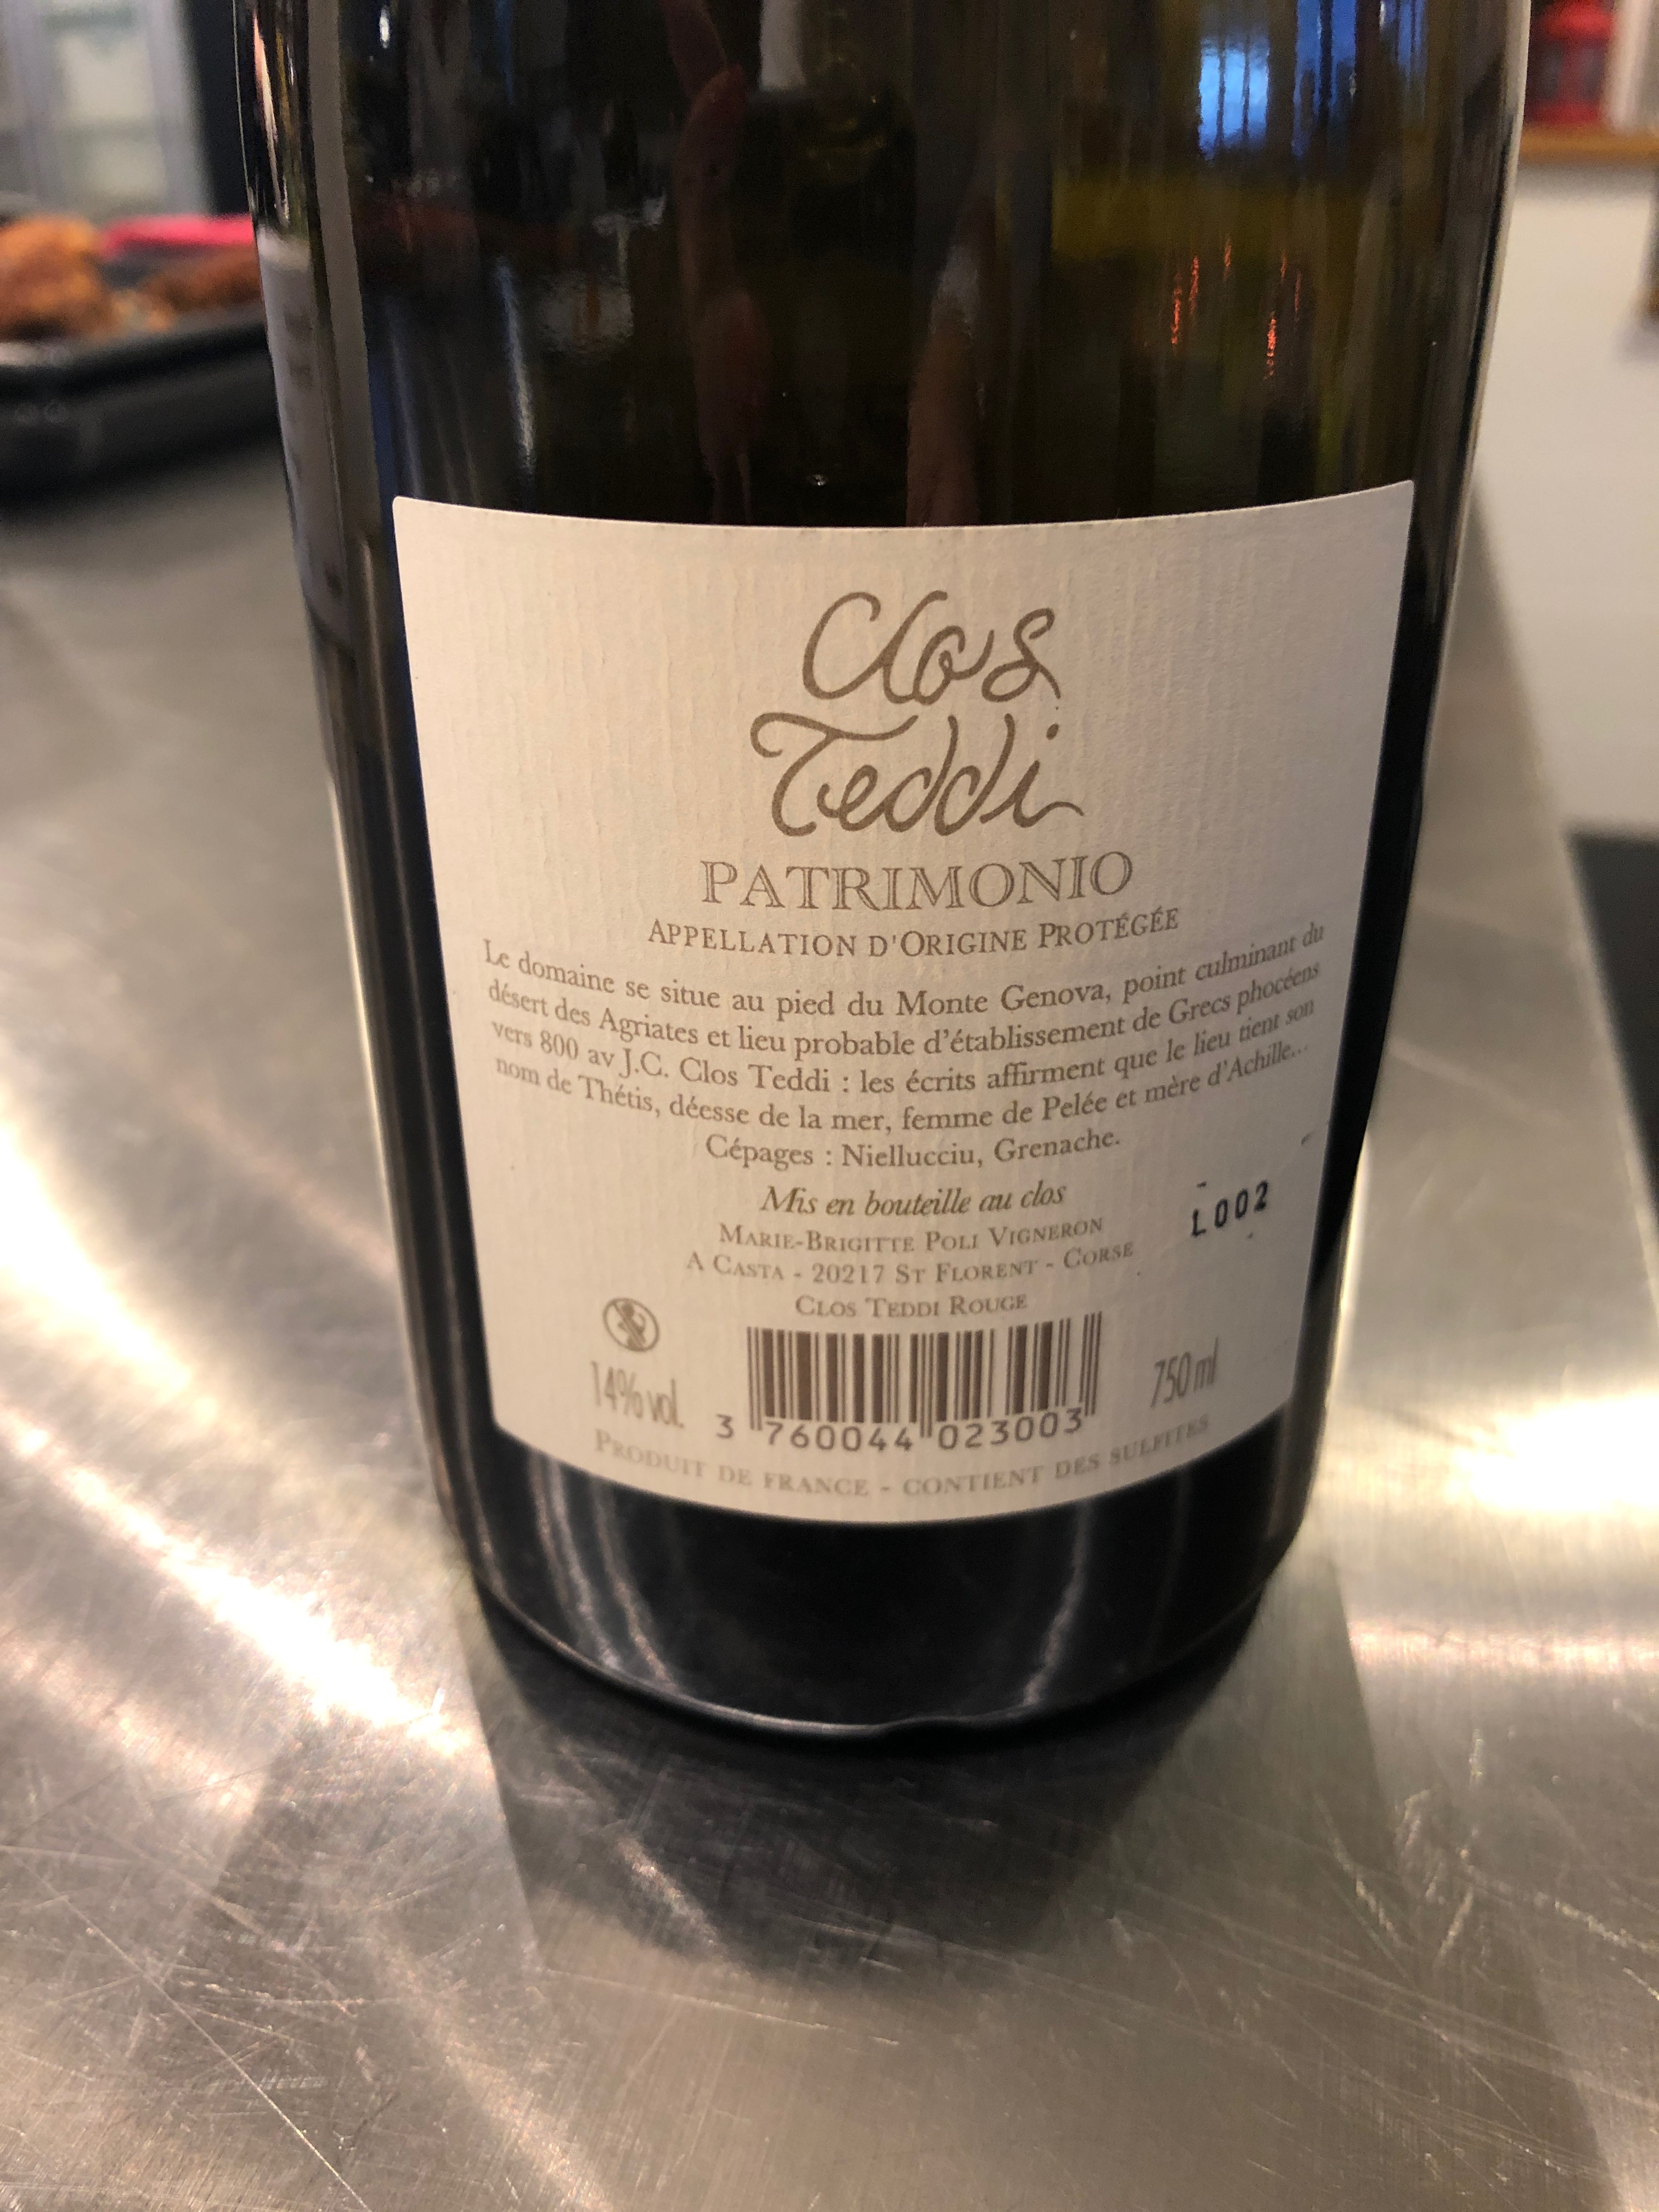 Clos
Teddi
PATRIMONIO
APPELLATION D'ORIGINE PROTÉGÉE
Le domaine se situe au pied du Monte Genova, point culminant du
désert des Agriates et lieu probable d'établissement de Grecs phocéens
vers 800 av J.C. Clos Teddi : les écrits affirment que le lieu tient son
nom de Thétis, déesse de la mer, femme de Pelée et mère d'Achille...
Cépages : Niellucciu, Grenache.
Mis en bouteille au clos
MARIE-BRIGITTE POLI VIGNERON
A CASTA - 20217 ST FLORENT - CORSE
L002
CLOS TEDDI ROUGE
14% vol.
3 760044 023003
750 ml
PRODUIT DE FRANCE - CONTIENT DES SULFITES